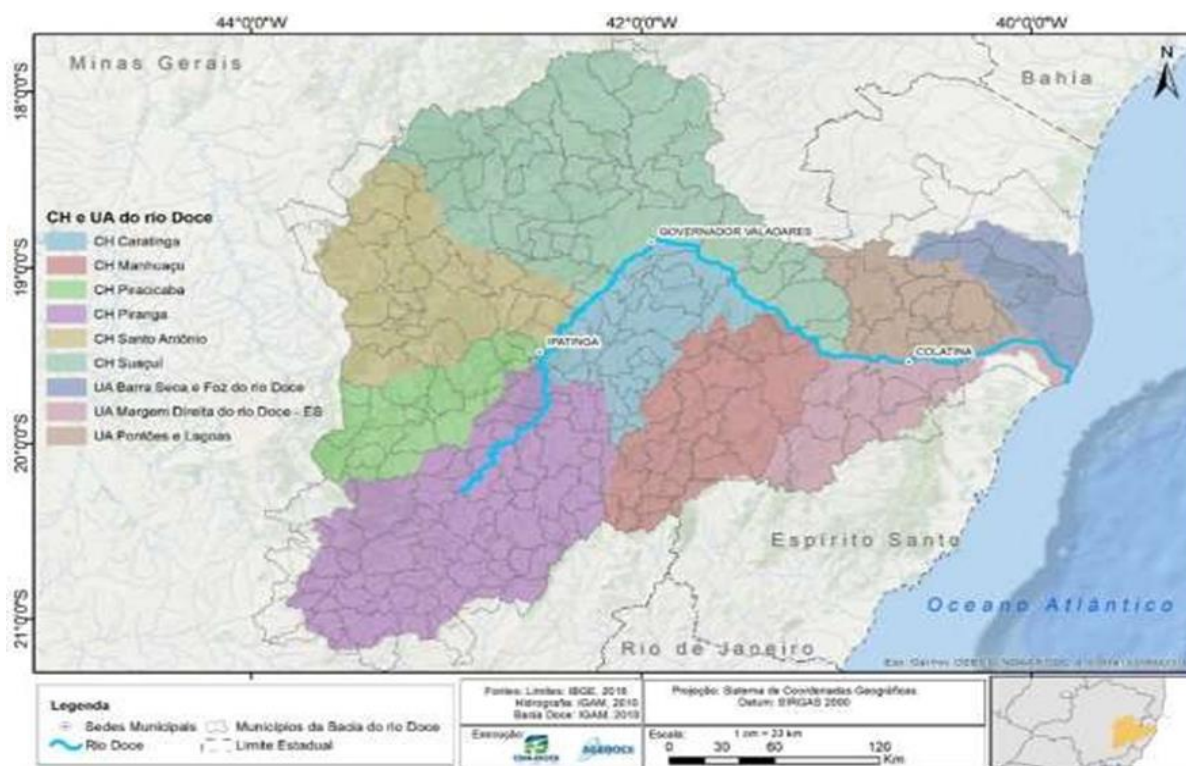 44°0'0"W 42°0'0"W 40°0'0"W
18°0'0"S
19°0'0"S
20°0'0"S
21°0'0"S
Minas Gerais
Bahia
N
CH e UA do rio Doce
CH Caratinga
CH Manhuaçu
CH Piracicaba
CH Piranga
CH Santo Antônio
CH Suaçuí
UA Barra Seca e Foz do rio Doce
UA Margem Direita do rio Doce - ES
UA Pontões e Lagoas
GOVERNADOR VALADARES
IPATINGA
COLATINA
Espírito Santo
Oceano Atlântico
Rio de Janeiro
Legenda
Sedes Municipais
Municípios da Bacia do rio Doce
Rio Doce
Limite Estadual
Fontes: Limites: IBGE, 2018
Hidrografia: IGAM, 2010
Bacia Doce: IGAM, 2010
Execução:
CBH-DOCE
AGEDOCE
Projeção: Sistema de Coordenadas Geográficas
Datum: SIRGAS 2000
Escala: 1 cm = 23 km
0 30 60 120
Km